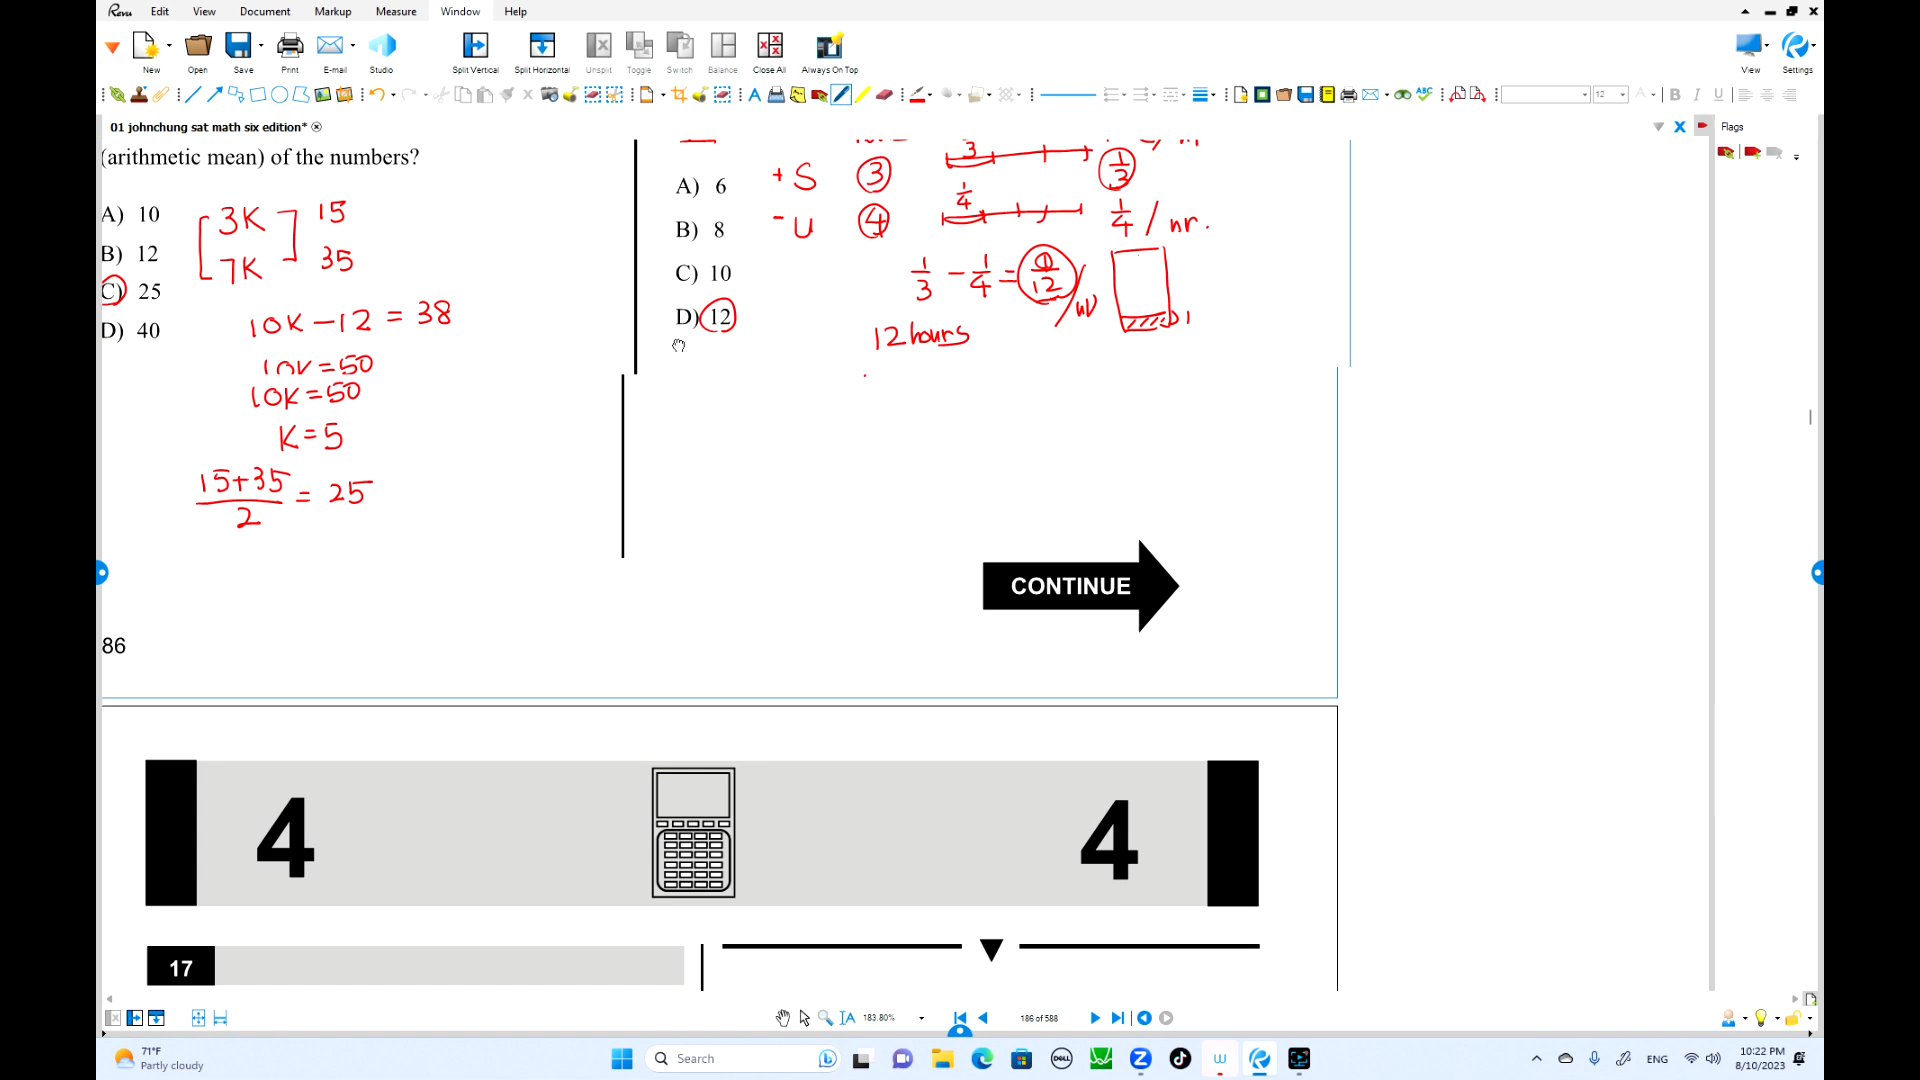 Revu Edit View Document Markup Measure Window Help
New Open Save Print E-mail Studio Split Vertical Split Horizontal Unsplit Toggle Switch Balance Close All Always On Top View Settings
12
01 johnchung sat math six edition*
Flags
(arithmetic mean) of the numbers?
A) 10
B) 12
C) 25
D) 40
3K 15
7K 35
10K - 12 = 38
10K = 50
10K = 50
K = 5
15+35
2
= 25
A) 6
B) 8
C) 10
D) 12
3
+ S 3 1/3
1/4
- U 4 1/4 / hr.
1/3 - 1/4 = 1/12 /
12 hours
CONTINUE
86
4 4
17
183.80% 186 of 588
71°F
Partly cloudy
Search
DELL
ENG
10:22 PM
8/10/2023